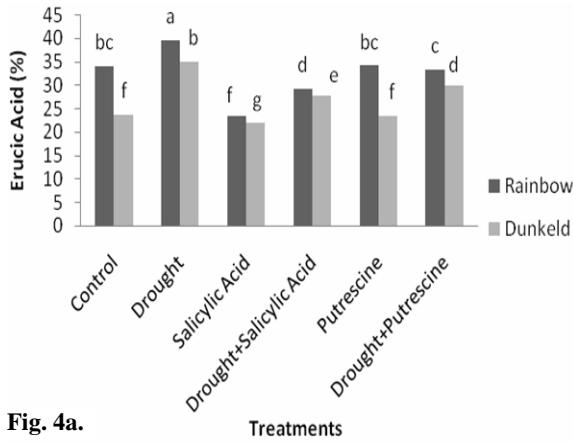 Erucic Acid (%)
45
40
35
30
25
20
15
10
5
0
bc
f
a
b
f
g
d
e
bc
f
c
d
Rainbow
Dunkeld
Control
Drought
Salicylic Acid
Drought+Salicylic Acid
Putrescine
Drought+Putrescine
Treatments
Fig. 4a.